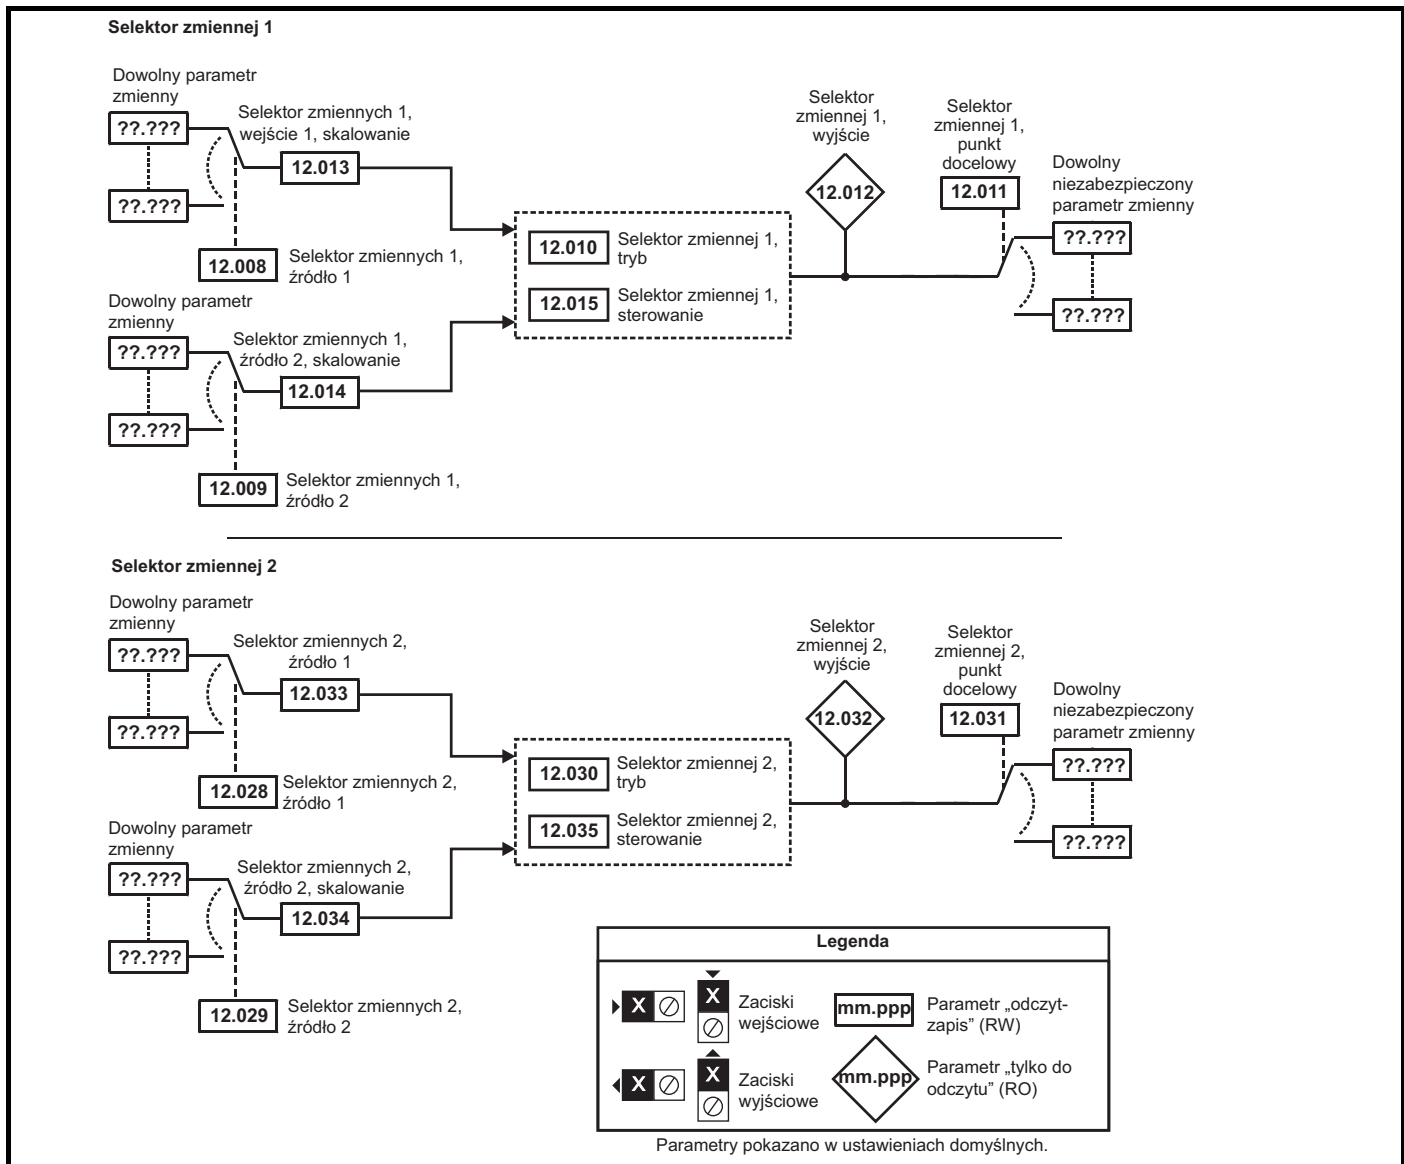 Selektor zmiennej 1
Dowolny parametr
zmienny
??.???
??.???
Selektor zmiennych 1,
wejście 1, skalowanie
12.013
12.008
Selektor zmiennych 1,
źródło 1
Dowolny parametr
zmienny
??.???
??.???
Selektor zmiennych 1,
źródło 2, skalowanie
12.014
12.009
Selektor zmiennych 1,
źródło 2
12.010
Selektor zmiennej 1,
tryb
12.015
Selektor zmiennej 1,
sterowanie
Selektor
zmiennej 1,
wyjście
12.012
Selektor
zmiennej 1,
punkt
docelowy
12.011
Dowolny
niezabezpieczony
parametr zmienny
??.???
??.???
Selektor zmiennej 2
Dowolny parametr
zmienny
??.???
??.???
Selektor zmiennych 2,
źródło 1
12.033
12.028
Selektor zmiennych 2,
źródło 1
Dowolny parametr
zmienny
??.???
??.???
Selektor zmiennych 2,
źródło 2, skalowanie
12.034
12.029
Selektor zmiennych 2,
źródło 2
12.030
Selektor zmiennej 2,
tryb
12.035
Selektor zmiennej 2,
sterowanie
Selektor
zmiennej 2,
wyjście
12.032
Selektor
zmiennej 2,
punkt
docelowy
12.031
Dowolny
niezabezpieczony
parametr zmienny
??.???
??.???
Legenda
X
X
Zaciski
wejściowe
mm.ppp
Parametr „odczyt-
zapis” (RW)
X
X
Zaciski
wyjściowe
mm.ppp
Parametr „tylko do
odczytu” (RO)
Parametry pokazano w ustawieniach domyślnych.